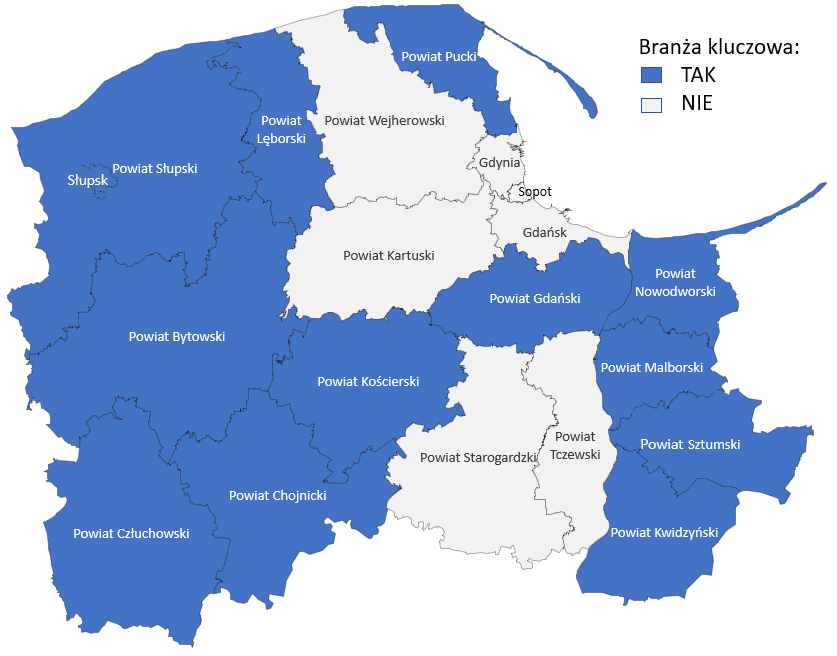 Branża kluczowa:
TAK
NIE
Powiat Pucki
Powiat
Lęborski
Powiat Wejherowski
Gdynia
Powiat Słupski
Słupsk
Sopot
Gdańsk
Powiat Kartuski
Powiat
Nowodworski
Powiat Gdański
Powiat Bytowski
Powiat Kościerski
Powiat Malborski
Powiat
Tczewski
Powiat Sztumski
Powiat Starogardzki
Powiat Chojnicki
Powiat Człuchowski
Powiat Kwidzyński